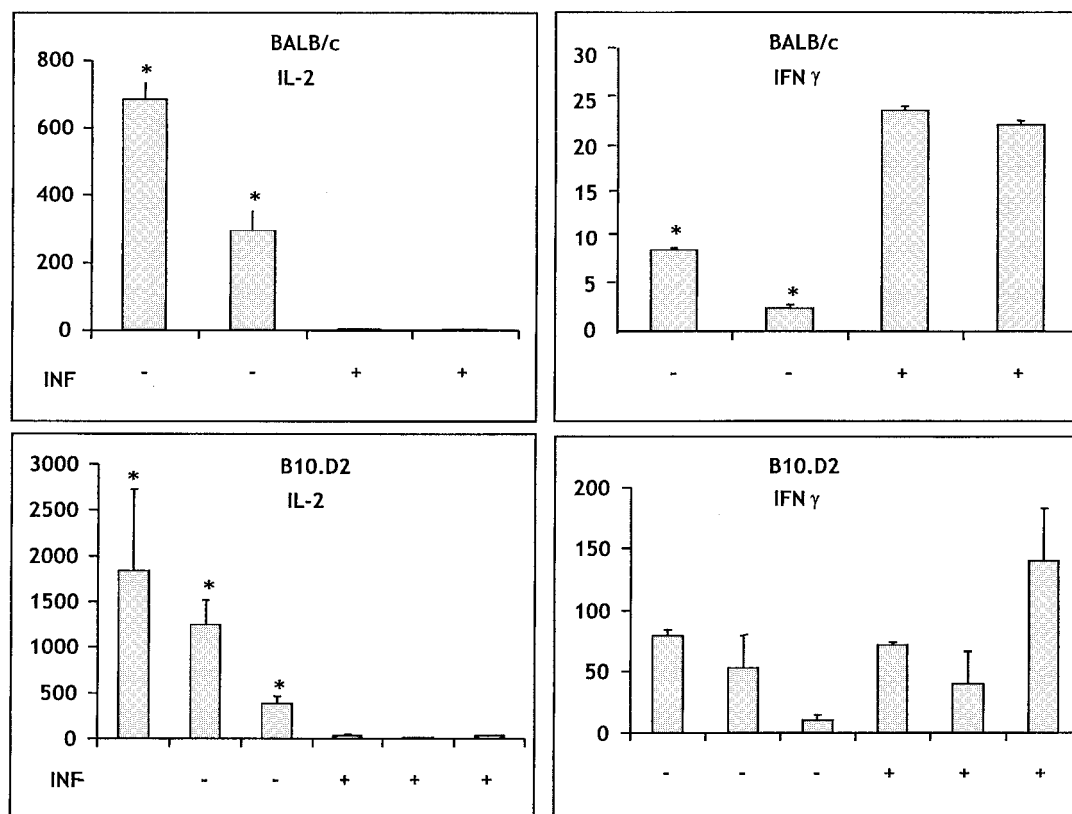 BALB/c
IL-2
800
*
600
400
*
200
0
INF - - + +
BALB/c
IFN γ
30
25
20
15
10
*
5
*
0
- - + +
B10.D2
IL-2
3000
*
2500
2000
*
1500
1000
*
500
0
INF- - - + + +
B10.D2
IFN γ
200
150
100
50
0
- - - + + +